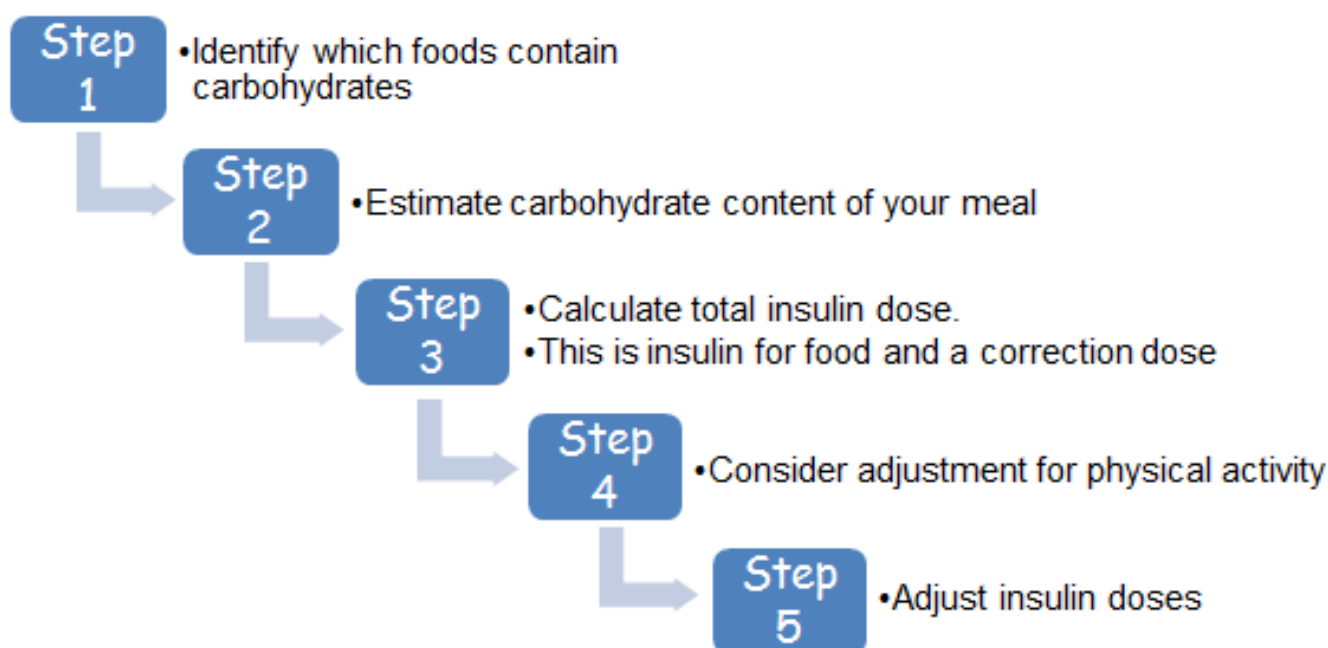 Step
1
•Identify which foods contain
carbohydrates
Step
2
•Estimate carbohydrate content of your meal
Step
3
•Calculate total insulin dose.
•This is insulin for food and a correction dose
Step
4
•Consider adjustment for physical activity
Step
5
•Adjust insulin doses